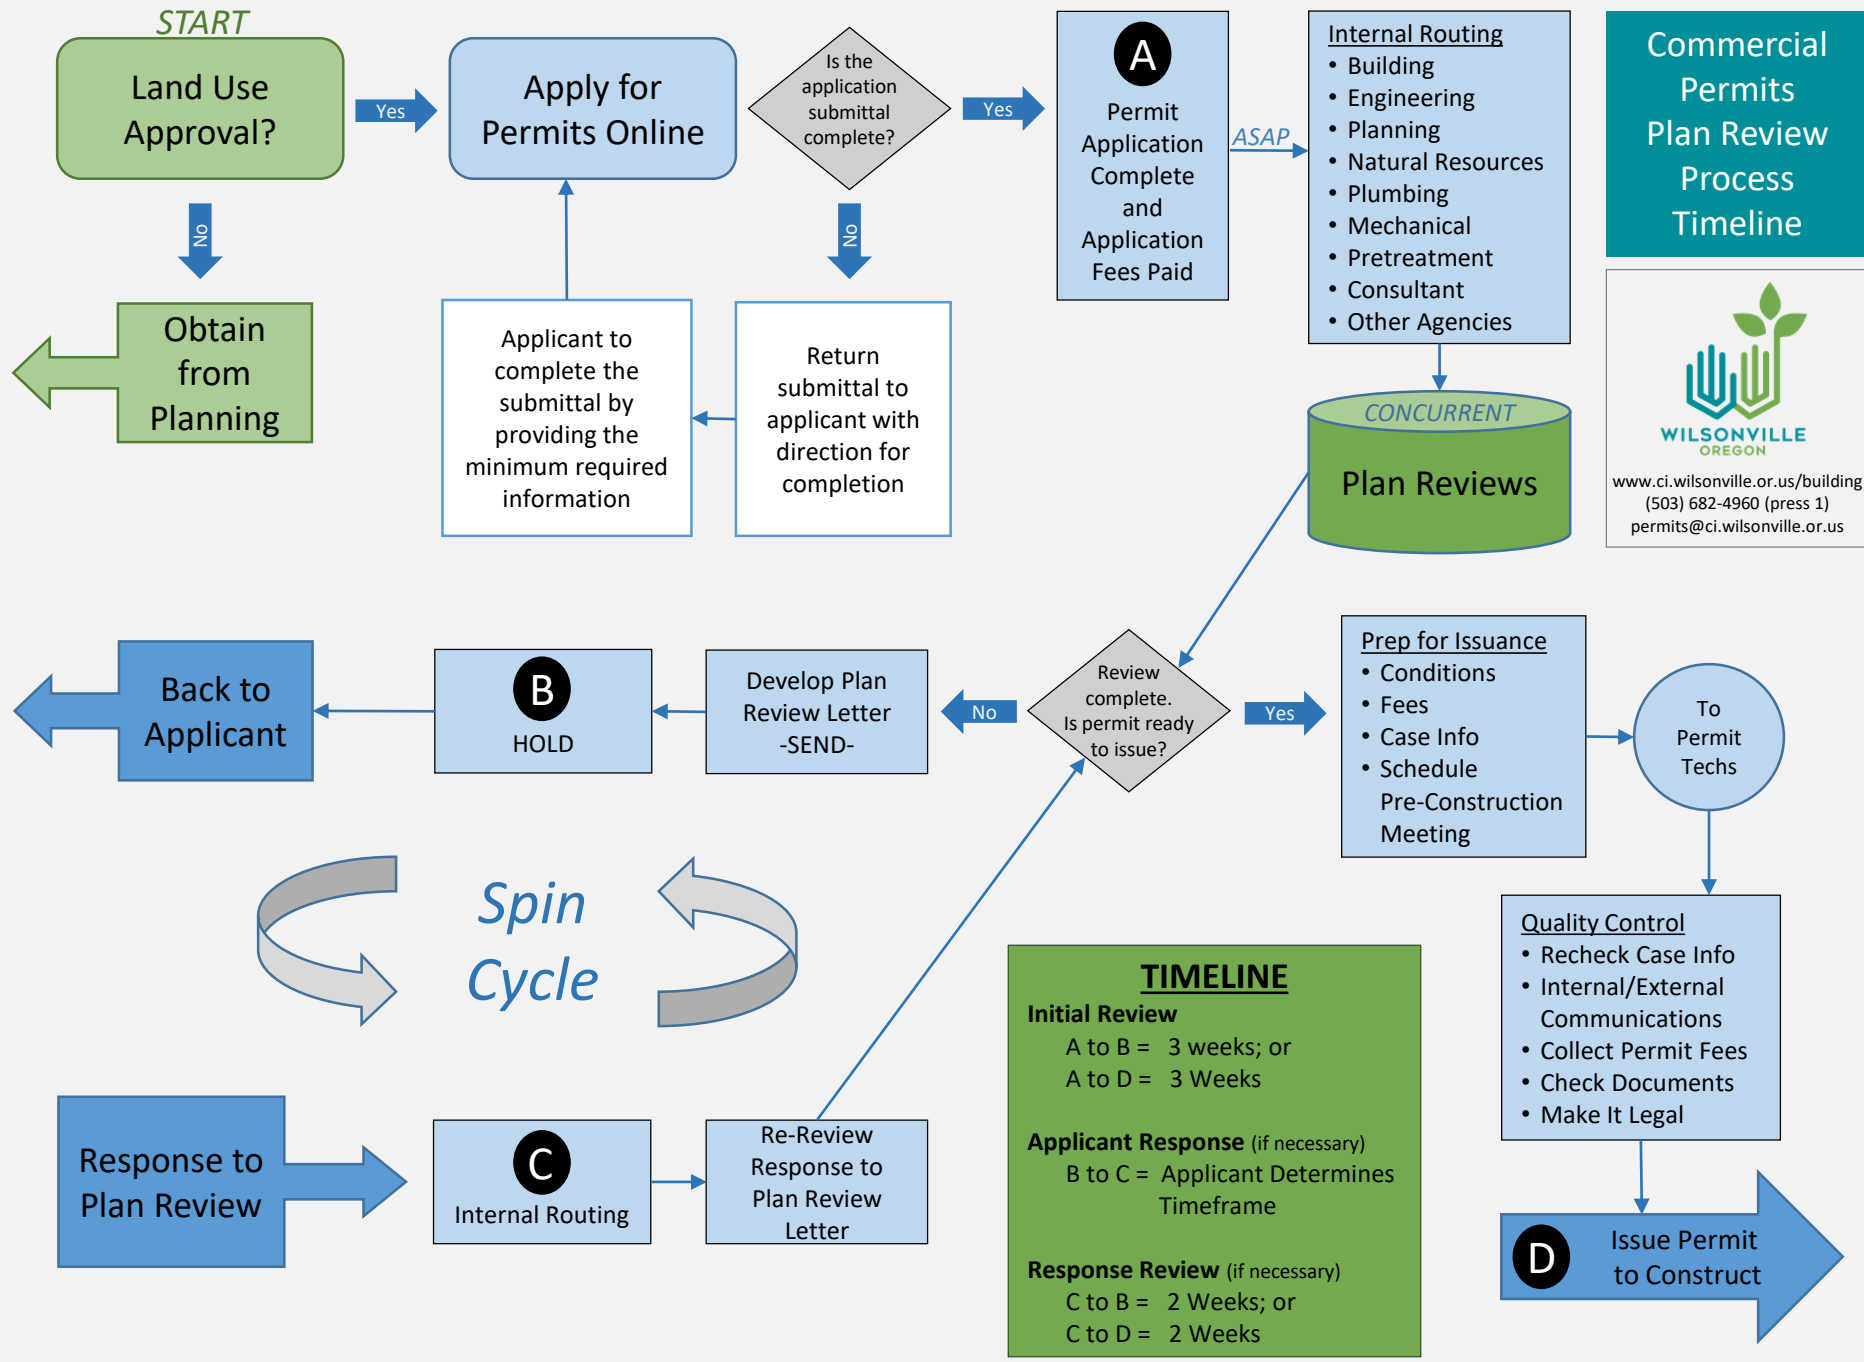 START
Land Use
Approval?
Yes
Apply for
Permits Online
Is the
application
submittal
complete?
Yes
A
Permit
Application
Complete
and
Application
Fees Paid
ASAP
Internal Routing
• Building
• Engineering
• Planning
• Natural Resources
• Plumbing
• Mechanical
• Pretreatment
• Consultant
• Other Agencies
Commercial
Permits
Plan Review
Process
Timeline
No
No
Obtain
from
Planning
Applicant to
complete the
submittal by
providing the
minimum required
information
Return
submittal to
applicant with
direction for
completion
CONCURRENT
Plan Reviews
WILSONVILLE
OREGON
www.ci.wilsonville.or.us/building
(503) 682-4960 (press 1)
permits@ci.wilsonville.or.us
Back to
Applicant
B
HOLD
Develop Plan
Review Letter
-SEND-
No
Review
complete.
Is permit ready
to issue?
Yes
Prep for Issuance
• Conditions
• Fees
• Case Info
• Schedule
Pre-Construction
Meeting
To
Permit
Techs
Spin
Cycle
Quality Control
• Recheck Case Info
• Internal/External
Communications
• Collect Permit Fees
• Check Documents
• Make It Legal
Response to
Plan Review
C
Internal Routing
Re-Review
Response to
Plan Review
Letter
TIMELINE
Initial Review
A to B = 3 weeks; or
A to D = 3 Weeks
Applicant Response (if necessary)
B to C = Applicant Determines
Timeframe
Response Review (if necessary)
C to B = 2 Weeks; or
C to D = 2 Weeks
D
Issue Permit
to Construct